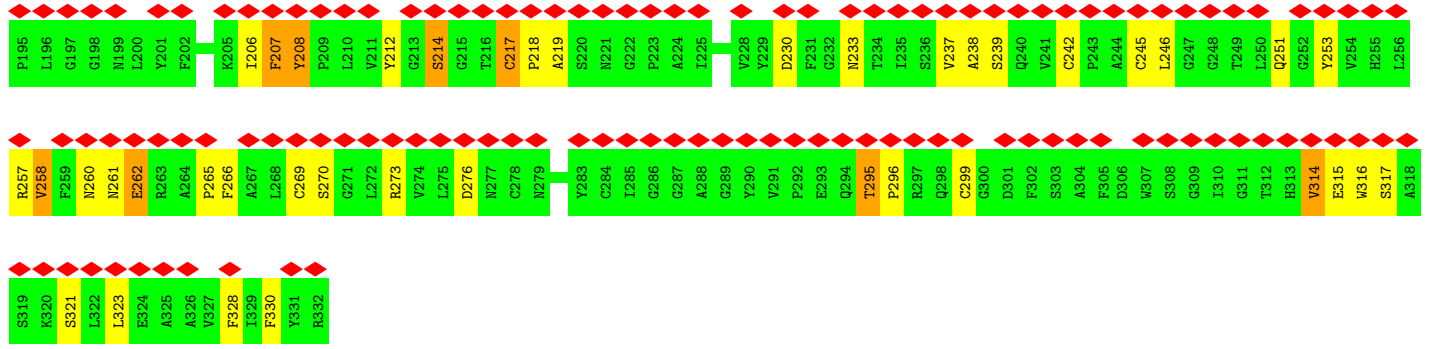 P195 L196 G197 G198 N199 L200 Y201 F202 K205 I206 F207 Y208 P209 L210 V211 Y212 G213 S214 G215 T216 C217 P218 A219 S220 N221 G222 P223 A224 I225 V228 Y229 D230 F231 G232 N233 T234 I235 S236 V237 A238 S239 Q240 V241 C242 P243 A244 C245 L246 G247 G248 T249 L250 Q251 G252 Y253 V254 H255 L256
R257 V258 F259 N260 N261 E262 R263 A264 P265 F266 A267 L268 C269 S270 G271 L272 R273 V274 L275 D276 N277 C278 N279 Y283 C284 I285 G286 G287 A288 G289 Y290 V291 P292 E293 Q294 T295 P296 R297 Q298 C299 G300 D301 F302 S303 A304 F305 D306 W307 S308 G309 I310 G311 T312 H313 V314 E315 W316 S317 A318
S319 K320 S321 L322 L323 E324 A325 A326 V327 F328 I329 F330 Y331 R332